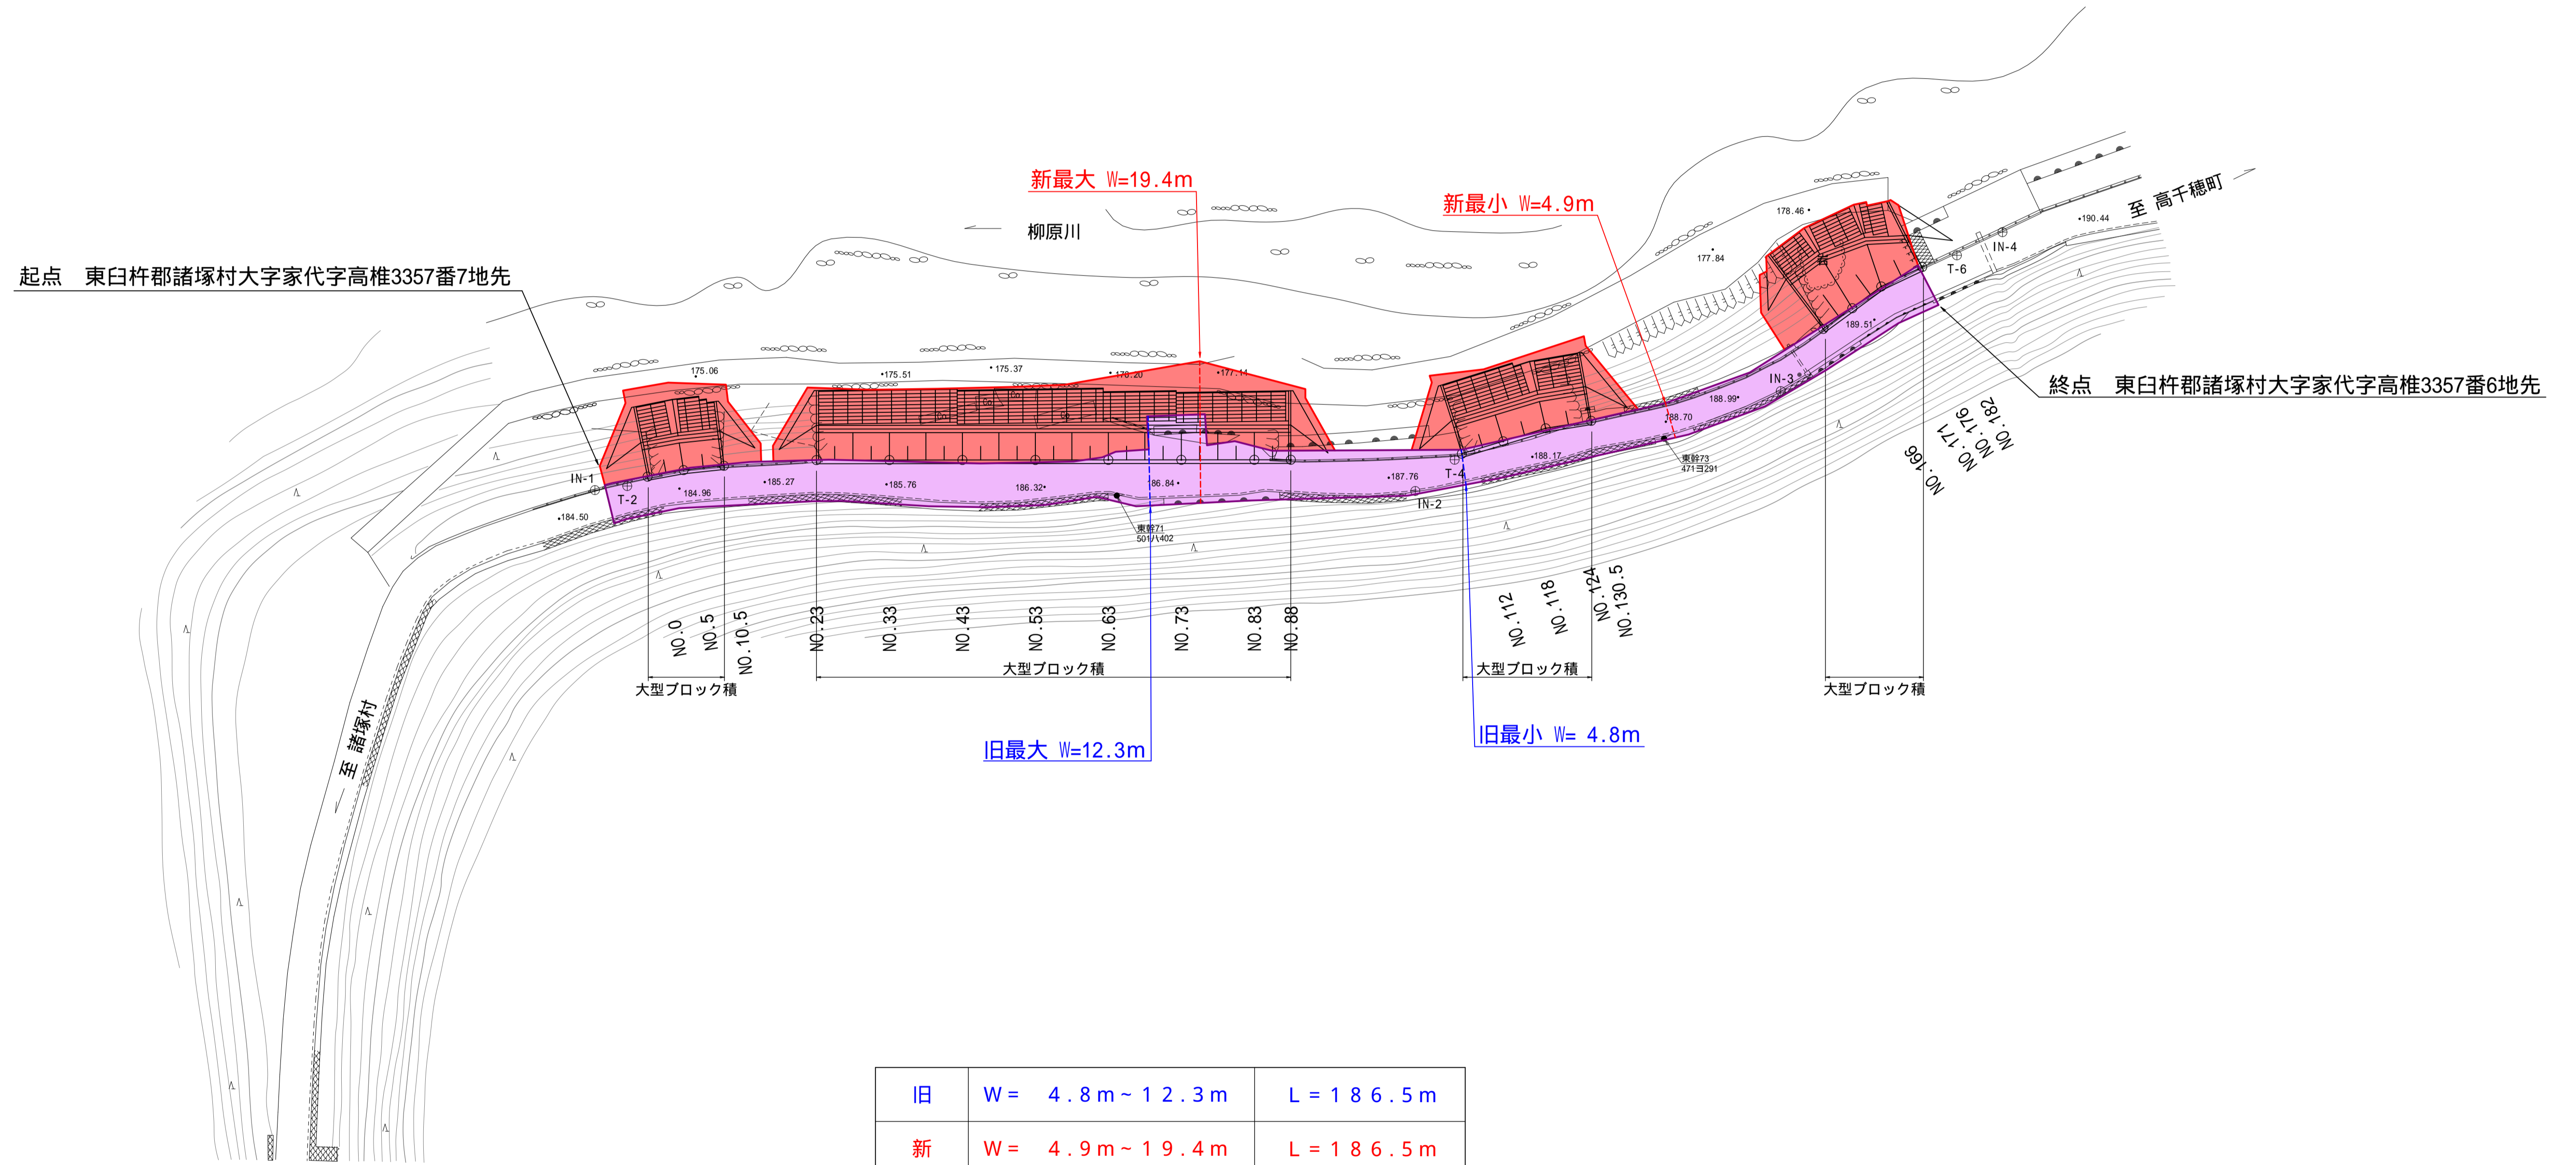 新最大 W=19.4m
新最小 W=4.9m
柳原川
至 高千穂町
起点　東臼杵郡諸塚村大字家代字高椎3357番7地先
終点　東臼杵郡諸塚村大字家代字高椎3357番6地先
178.46
177.84
190.44
IN-4
T-6
岩
175.06
175.51
175.37
176.20
177.14
189.51
IN-3
188.99
188.70
Co
Co
Co
Co
IN-1
T-2
184.96
185.27
185.76
186.32
186.84
187.76
188.17
T-4
IN-2
184.50
東幹71
501ハ402
東幹73
471ヨ291
NO.0
NO.5
NO.10.5
NO.23
NO.33
NO.43
NO.53
NO.63
NO.73
NO.83
NO.88
NO.112
NO.118
NO.124
NO.130.5
NO.166
NO.171
NO.176
NO.182
大型ブロック積
大型ブロック積
大型ブロック積
大型ブロック積
至 諸塚村
旧最大 W=12.3m
旧最小 W= 4.8m
旧 W= 4.8m~12.3m L=186.5m
新 W= 4.9m~19.4m L=186.5m